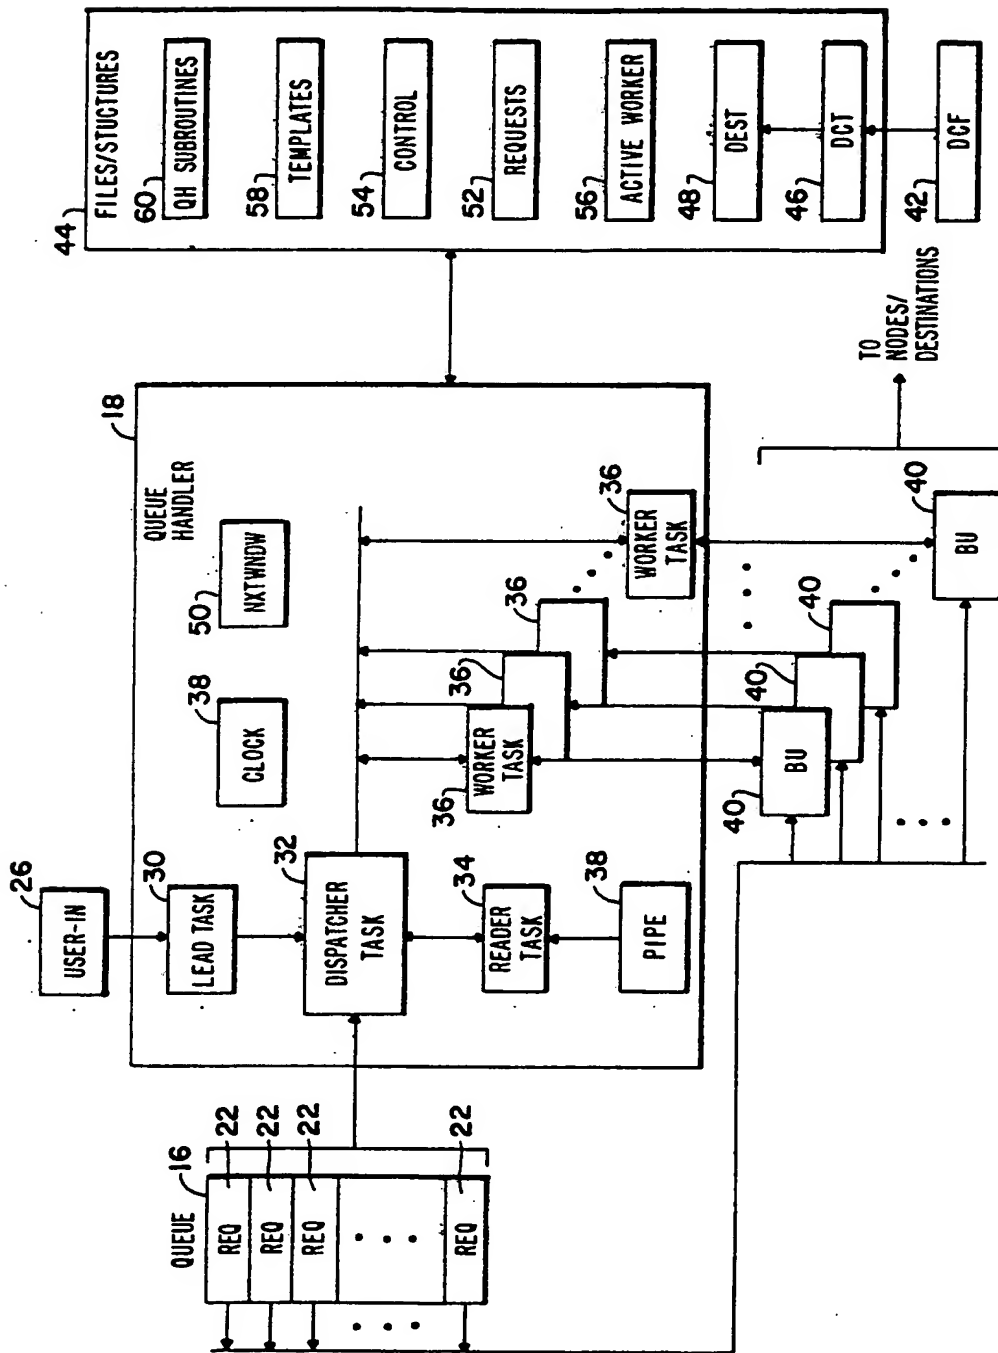 44
FILES/STUCTURES
60
QH SUBROUTINES
58
TEMPLATES
54
CONTROL
52
REQUESTS
56
ACTIVE WORKER
48
DEST
46
DCT
42
DCF
18
QUEUE
HANDLER
50
NXTWNDW
38
CLOCK
26
USER-IN
30
LEAD TASK
32
DISPATCHER
TASK
34
READER
TASK
38
PIPE
36
WORKER
TASK
36
36
36
WORKER
TASK
40
BU
40
40
40
BU
TO
NODES/
DESTINATIONS
QUEUE
16
REQ
22
REQ
22
REQ
22
REQ
22